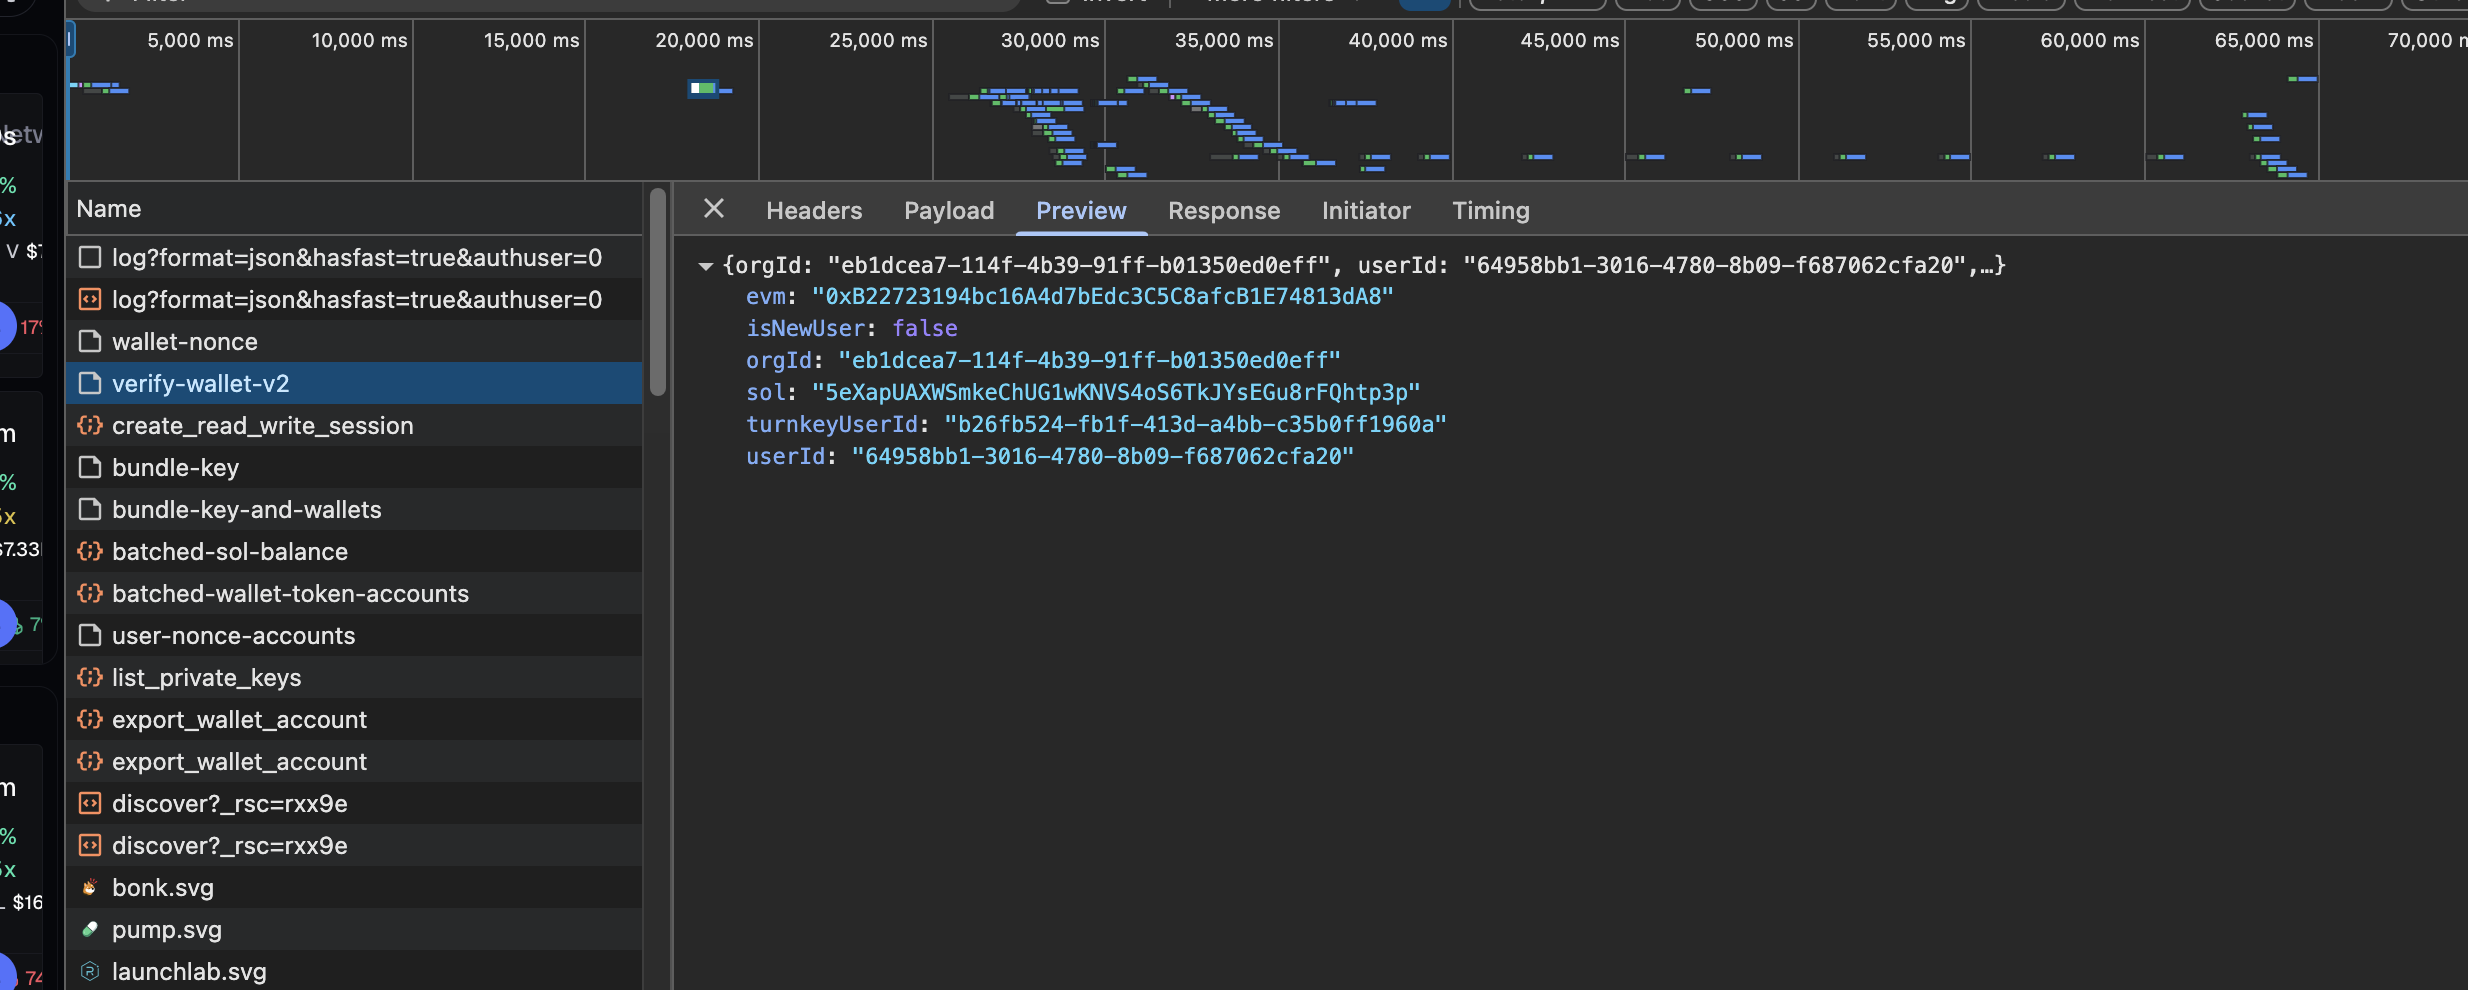 5,000 ms 10,000 ms 15,000 ms 20,000 ms 25,000 ms 30,000 ms 35,000 ms 40,000 ms 45,000 ms 50,000 ms 55,000 ms 60,000 ms 65,000 ms 70,000
Name
Headers Payload Preview Response Initiator Timing
log?format=json&hasfast=true&authuser=0
log?format=json&hasfast=true&authuser=0
wallet-nonce
verify-wallet-v2
create_read_write_session
bundle-key
bundle-key-and-wallets
batched-sol-balance
batched-wallet-token-accounts
user-nonce-accounts
list_private_keys
export_wallet_account
export_wallet_account
discover?_rsc=rxx9e
discover?_rsc=rxx9e
bonk.svg
pump.svg
launchlab.svg
{orgId: "eb1dcea7-114f-4b39-91ff-b01350ed0eff", userId: "64958bb1-3016-4780-8b09-f687062cfa20",…}
evm: "0xB22723194bc16A4d7bEdc3C5C8afcB1E74813dA8"
isNewUser: false
orgId: "eb1dcea7-114f-4b39-91ff-b01350ed0eff"
sol: "5eXapUAXWSmkeChUG1wKNVS4oS6TkJYsEGu8rFQhtp3p"
turnkeyUserId: "b26fb524-fb1f-413d-a4bb-c35b0ff1960a"
userId: "64958bb1-3016-4780-8b09-f687062cfa20"